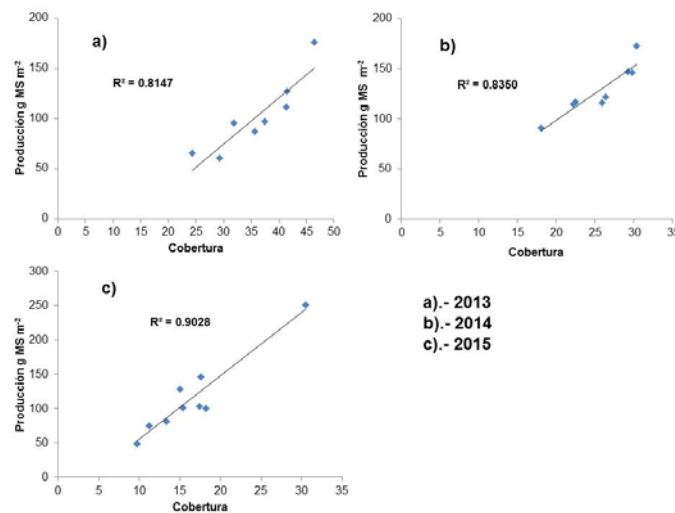 a)
R² = 0.8147
Producción g MS m⁻²
200
150
100
50
0
0 5 10 15 20 25 30 35 40 45 50
Cobertura
b)
R² = 0.8350
Producción g MS m⁻²
200
150
100
50
0
0 5 10 15 20 25 30 35
Cobertura
c)
R² = 0.9028
Producción g MS m⁻²
300
250
200
150
100
50
0
0 5 10 15 20 25 30 35
Cobertura
a).- 2013
b).- 2014
c).- 2015